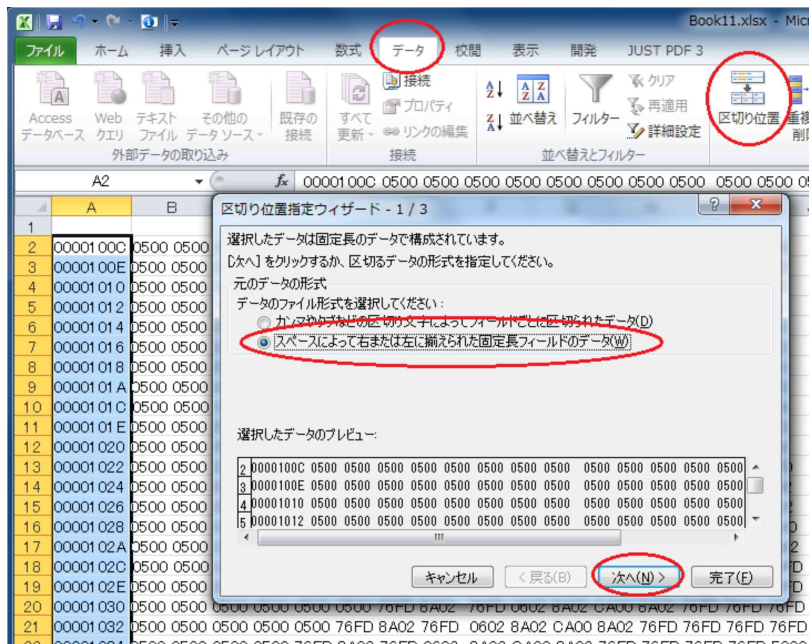 Book11.xlsx - Micr
ファイル ホーム 挿入 ページレイアウト 数式 データ 校閲 表示 開発 JUST PDF 3
Access データベース Web クエリ テキスト ファイル その他の データ ソース 既存の 接続 すべて 更新 接続 プロパティ リンクの編集 並べ替え フィルター クリア 再適用 詳細設定 区切り位置 重複 削除
外部データの取り込み 接続 並べ替えとフィルター
A2 fx 0000100C 0500 0500 0500 0500 0500 0500 0500 0500 0500 0500
A B
1
2 0000100C 0500 0500
3 0000100E 0500 0500
4 00001010 0500 0500
5 00001012 0500 0500
6 00001014 0500 0500
7 00001016 0500 0500
8 00001018 0500 0500
9 0000101A 0500 0500
10 0000101C 0500 0500
11 0000101E 0500 0500
12 00001020 0500 0500
13 00001022 0500 0500
14 00001024 0500 0500
15 00001026 0500 0500
16 00001028 0500 0500
17 0000102A 0500 0500
18 0000102C 0500 0500
19 0000102E 0500 0500
20 00001030 0500 0500
21 00001032 0500 0500 0500 0500 0500 76FD 8A02 76FD 0602 8A02 CA00 8A02 76FD 76FD 76FD 76FD
区切り位置指定ウィザード - 1 / 3
選択したデータは固定長のデータで構成されています。
[次へ] をクリックするか、区切るデータの形式を指定してください。
元のデータの形式
データのファイル形式を選択してください:
カンマやタブなどの区切り文字によってフィールドごとに区切られたデータ(D)
スペースによって右または左に揃えられた固定長フィールドのデータ(W)
選択したデータのプレビュー:
2 0000100C 0500 0500 0500 0500 0500 0500 0500 0500 0500 0500 0500 0500 0500
3 0000100E 0500 0500 0500 0500 0500 0500 0500 0500 0500 0500 0500 0500 0500
4 00001010 0500 0500 0500 0500 0500 0500 0500 0500 0500 0500 0500 0500 0500
5 00001012 0500 0500 0500 0500 0500 0500 0500 0500 0500 0500 0500 0500 0500
キャンセル < 戻る(B) 次へ(N) > 完了(F)